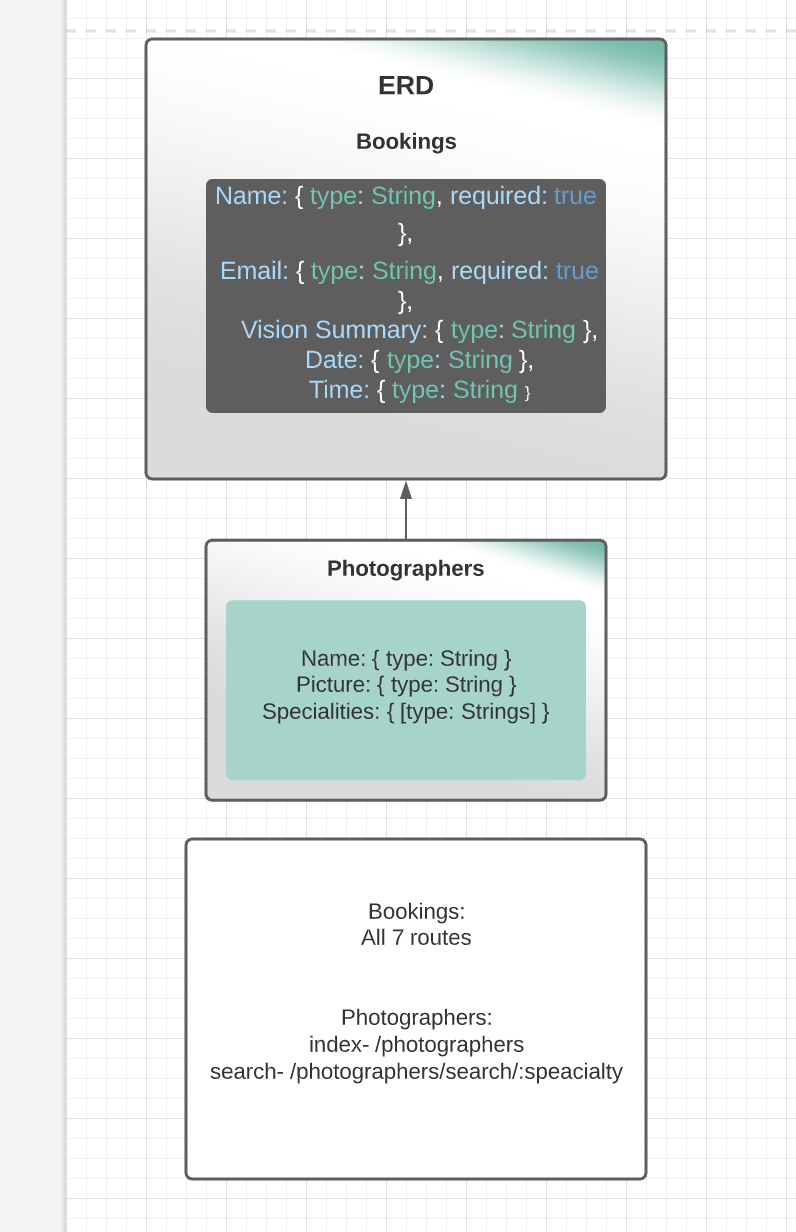 ERD
Bookings
Name: { type: String, required: true
},
Email: { type: String, required: true
},
Vision Summary: { type: String },
Date: { type: String },
Time: { type: String }
Photographers
Name: { type: String }
Picture: { type: String }
Specialities: { [type: Strings] }
Bookings:
All 7 routes
Photographers:
index- /photographers
search- /photographers/search/:speacialty